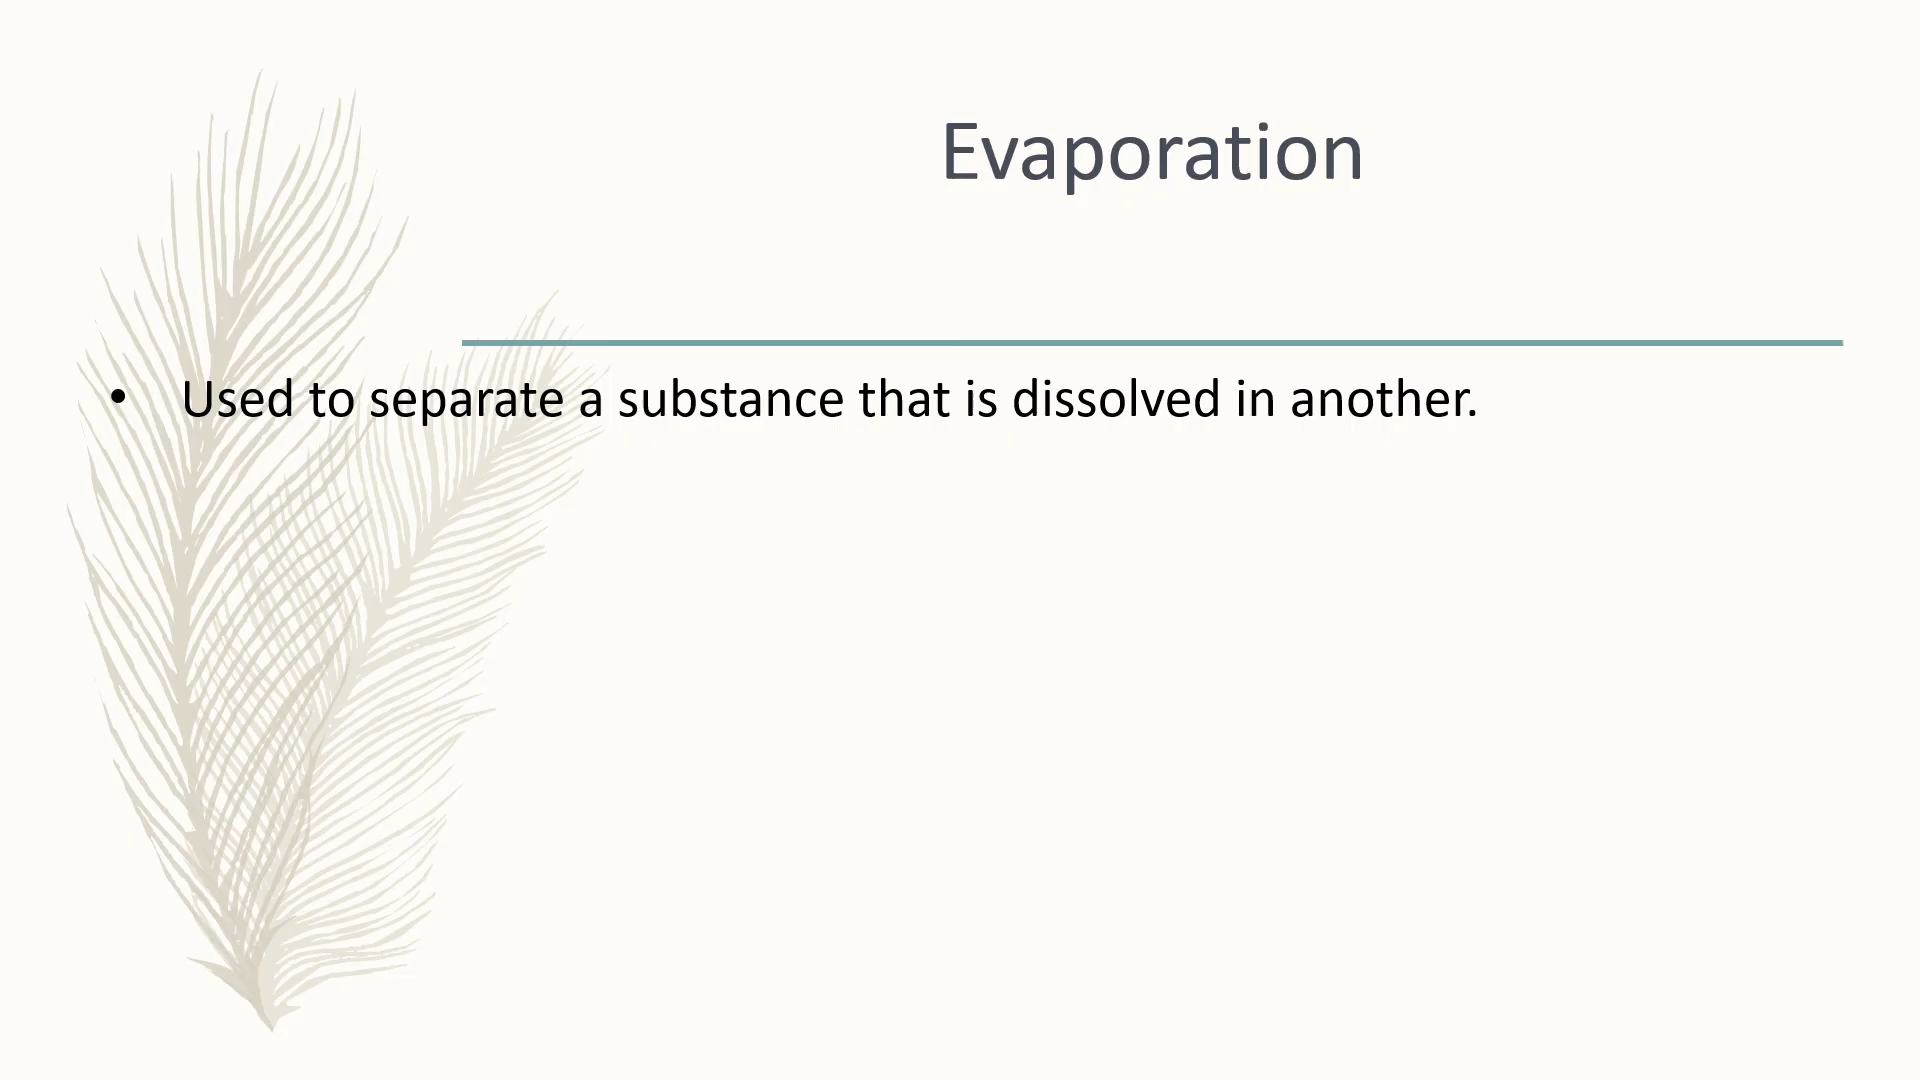 Evaporation
• Used to separate a substance that is dissolved in another.